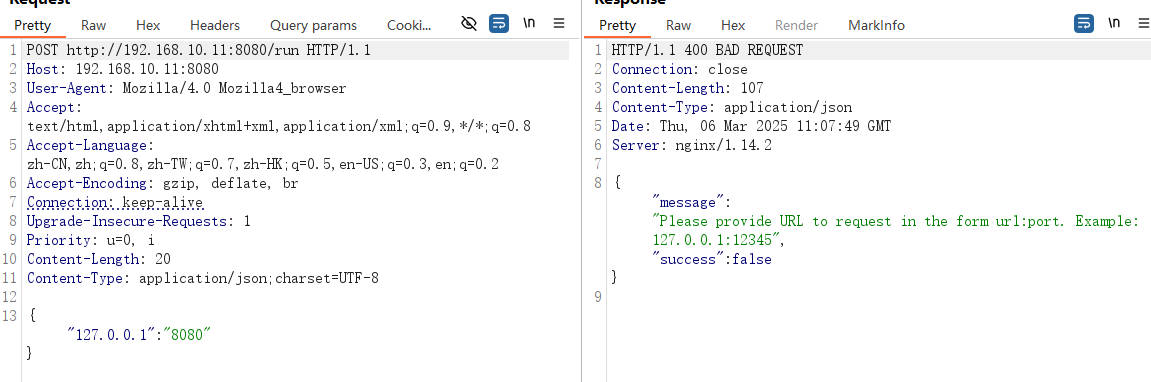 Request
Pretty Raw Hex Headers Query params Cooki... \n
1 POST http://192.168.10.11:8080/run HTTP/1.1
2 Host: 192.168.10.11:8080
3 User-Agent: Mozilla/4.0 Mozilla4_browser
4 Accept:
text/html,application/xhtml+xml,application/xml;q=0.9,*/*;q=0.8
5 Accept-Language:
zh-CN,zh;q=0.8,zh-TW;q=0.7,zh-HK;q=0.5,en-US;q=0.3,en;q=0.2
6 Accept-Encoding: gzip, deflate, br
7 Connection: keep-alive
8 Upgrade-Insecure-Requests: 1
9 Priority: u=0, i
10 Content-Length: 20
11 Content-Type: application/json;charset=UTF-8
12
13 {
"127.0.0.1":"8080"
}
Response
Pretty Raw Hex Render MarkInfo \n
1 HTTP/1.1 400 BAD REQUEST
2 Connection: close
3 Content-Length: 107
4 Content-Type: application/json
5 Date: Thu, 06 Mar 2025 11:07:49 GMT
6 Server: nginx/1.14.2
7
8 {
"message":
"Please provide URL to request in the form url:port. Example:
127.0.0.1:12345",
"success":false
}
9